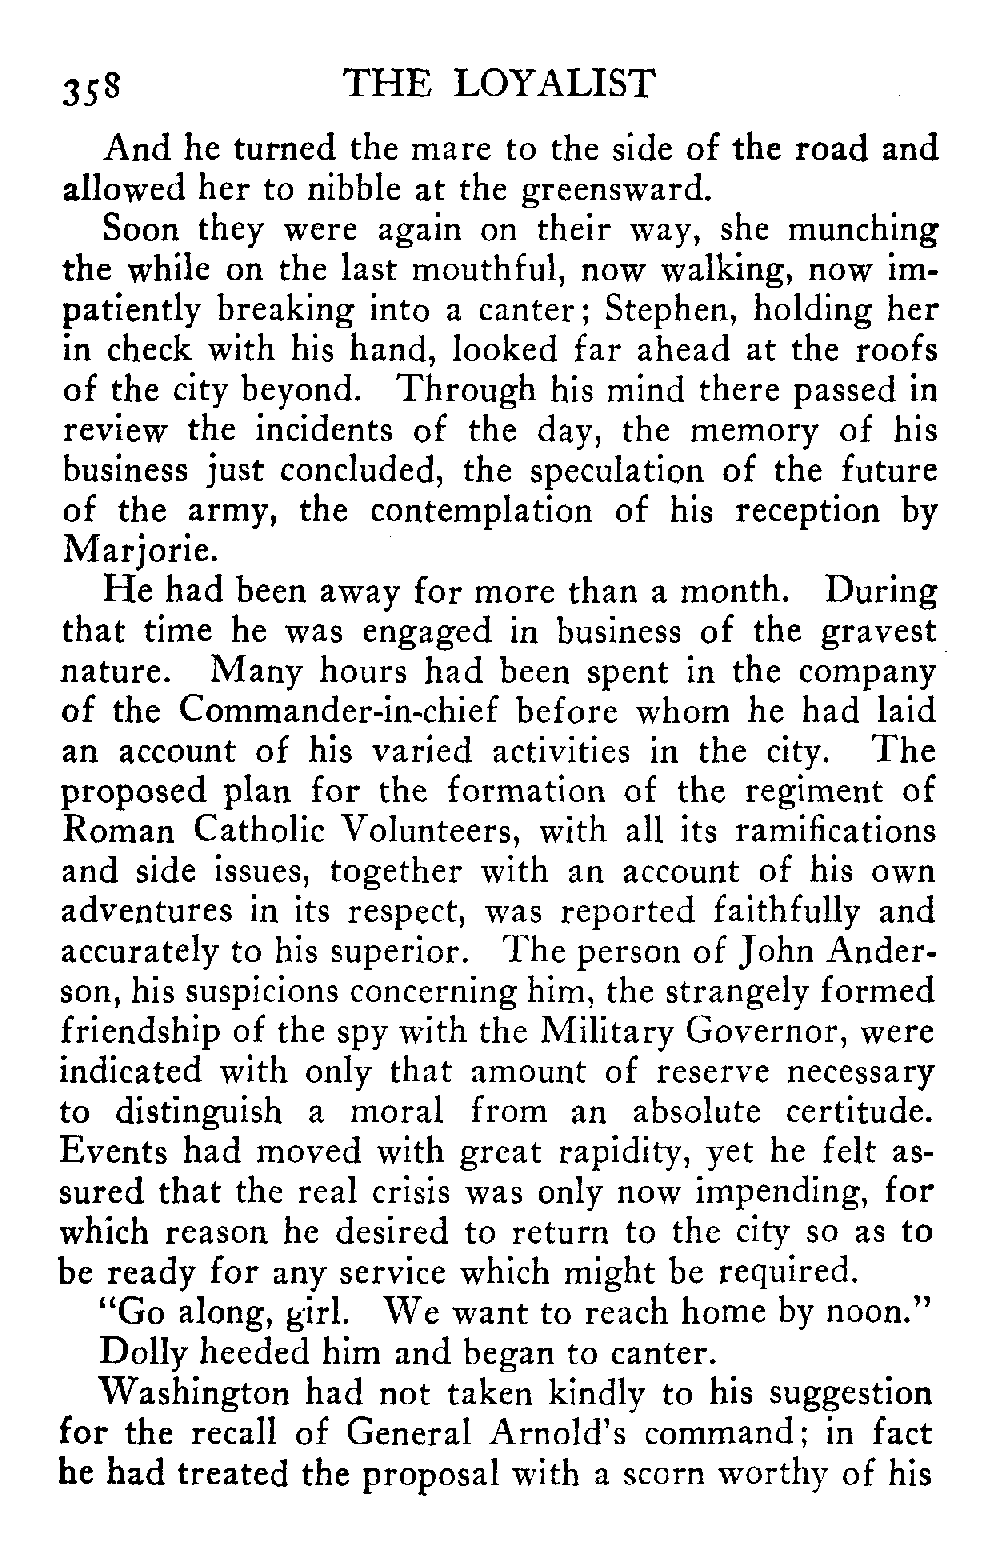 358 THE LOYALIST
And he turned the mare to the side of the road and
allowed her to nibble at the greensward.
Soon they were again on their way, she munching
the while on the last mouthful, now walking, now im-
patiently breaking into a canter; Stephen, holding her
in check with his hand, looked far ahead at the roofs
of the city beyond. Through his mind there passed in
review the incidents of the day, the memory of his
business just concluded, the speculation of the future
of the army, the contemplation of his reception by
Marjorie.
He had been away for more than a month. During
that time he was engaged in business of the gravest
nature. Many hours had been spent in the company
of the Commander-in-chief before whom he had laid
an account of his varied activities in the city. The
proposed plan for the formation of the regiment of
Roman Catholic Volunteers, with all its ramifications
and side issues, together with an account of his own
adventures in its respect, was reported faithfully and
accurately to his superior. The person of John Ander-
son, his suspicions concerning him, the strangely formed
friendship of the spy with the Military Governor, were
indicated with only that amount of reserve necessary
to distinguish a moral from an absolute certitude.
Events had moved with great rapidity, yet he felt as-
sured that the real crisis was only now impending, for
which reason he desired to return to the city so as to
be ready for any service which might be required.
"Go along, girl. We want to reach home by noon."
Dolly heeded him and began to canter.
Washington had not taken kindly to his suggestion
for the recall of General Arnold's command; in fact
he had treated the proposal with a scorn worthy of his